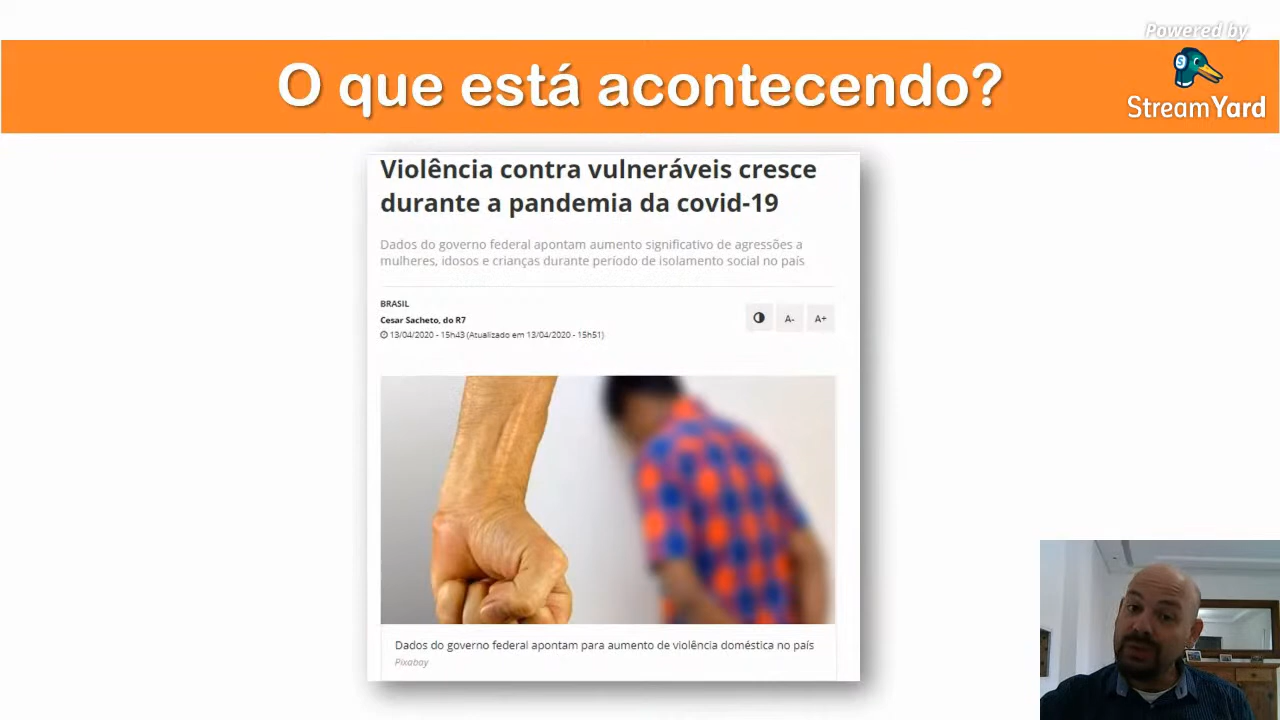 Powered by
StreamYard
O que está acontecendo?
Violência contra vulneráveis cresce
durante a pandemia da covid-19
Dados do governo federal apontam aumento significativo de agressões a
mulheres, idosos e crianças durante período de isolamento social no país
BRASIL
Cesar Sacheto, do R7
13/04/2020 - 15h43 (Atualizado em 13/04/2020 - 15h51)
A-
A+
Dados do governo federal apontam para aumento de violência doméstica no país
Pixabay